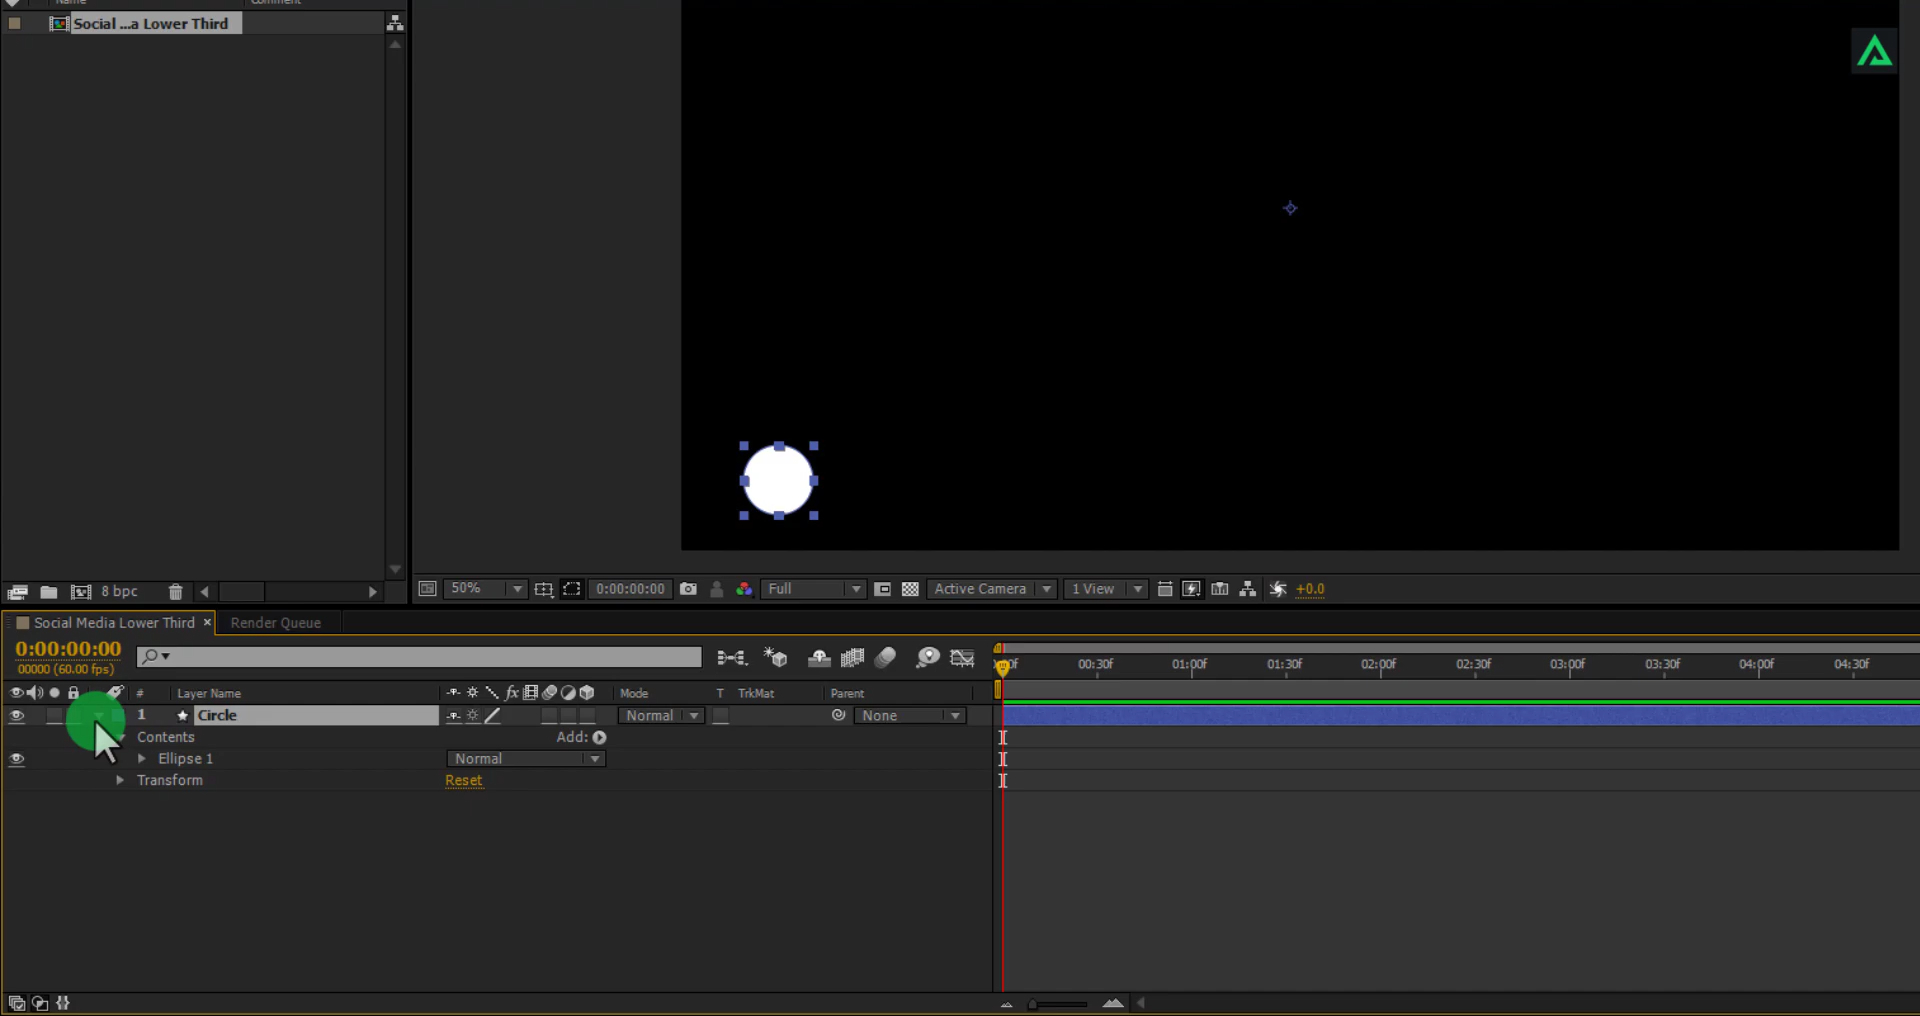 Name
Comment
Social ...a Lower Third
8 bpc
50%
0:00:00:00
Full
Active Camera
1 View
+0.0
Social Media Lower Third ×
Render Queue
0:00:00:00
00000 (60.00 fps)
00:30f
01:00f
01:30f
02:00f
02:30f
03:00f
03:30f
04:00f
04:30f
#
Layer Name
fx
Mode
T
TrkMat
Parent
1
Circle
Normal
None
Contents
Add:
Ellipse 1
Normal
Transform
Reset